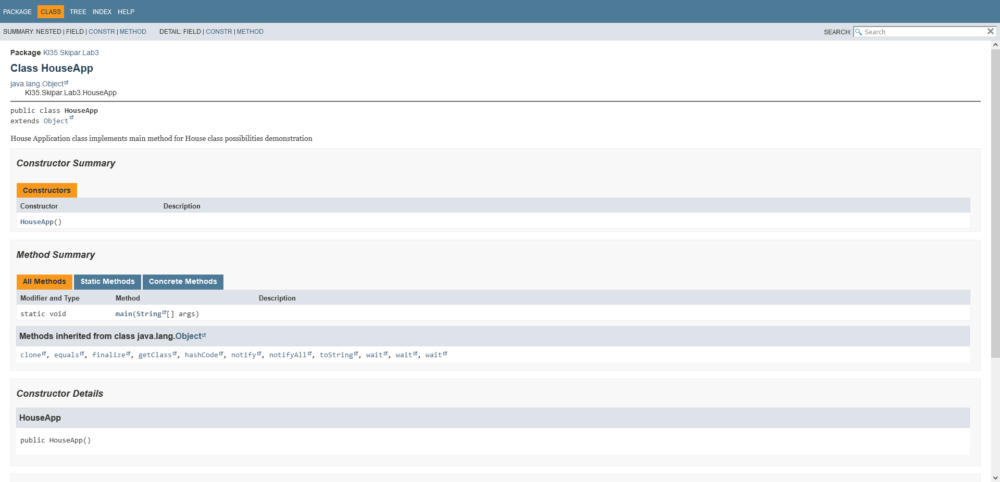 PACKAGE CLASS TREE INDEX HELP
SUMMARY: NESTED | FIELD | CONSTR | METHOD DETAIL: FIELD | CONSTR | METHOD SEARCH: Search
Package KI35.Skipar.Lab3
Class HouseApp
java.lang.Object
KI35.Skipar.Lab3.HouseApp
public class HouseApp
extends Object
House Application class implements main method for House class possibilities demonstration
Constructor Summary
Constructors
Constructor Description
HouseApp()
Method Summary
All Methods Static Methods Concrete Methods
Modifier and Type Method Description
static void main(String[] args)
Methods inherited from class java.lang.Object
clone, equals, finalize, getClass, hashCode, notify, notifyAll, toString, wait, wait, wait
Constructor Details
HouseApp
public HouseApp()